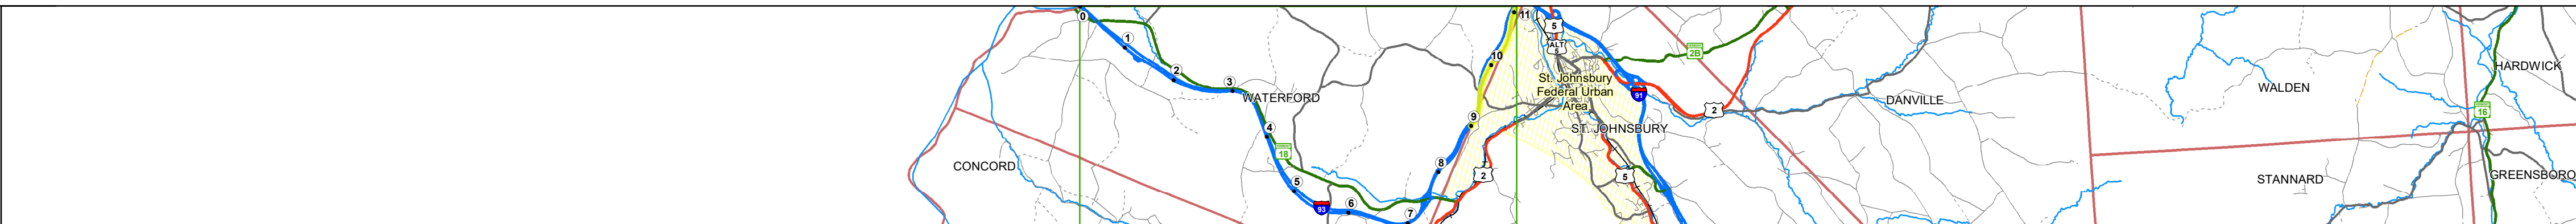 0
11
5
1
ALT
5
2B
10
2
HARDWICK
St. Johnsbury
Federal Urban
Area
3
WATERFORD
WALDEN
91
DANVILLE
2
16
9
4
ST. JOHNSBURY
18
8
CONCORD
2
5
GREENSBORO
STANNARD
5
6
93
7